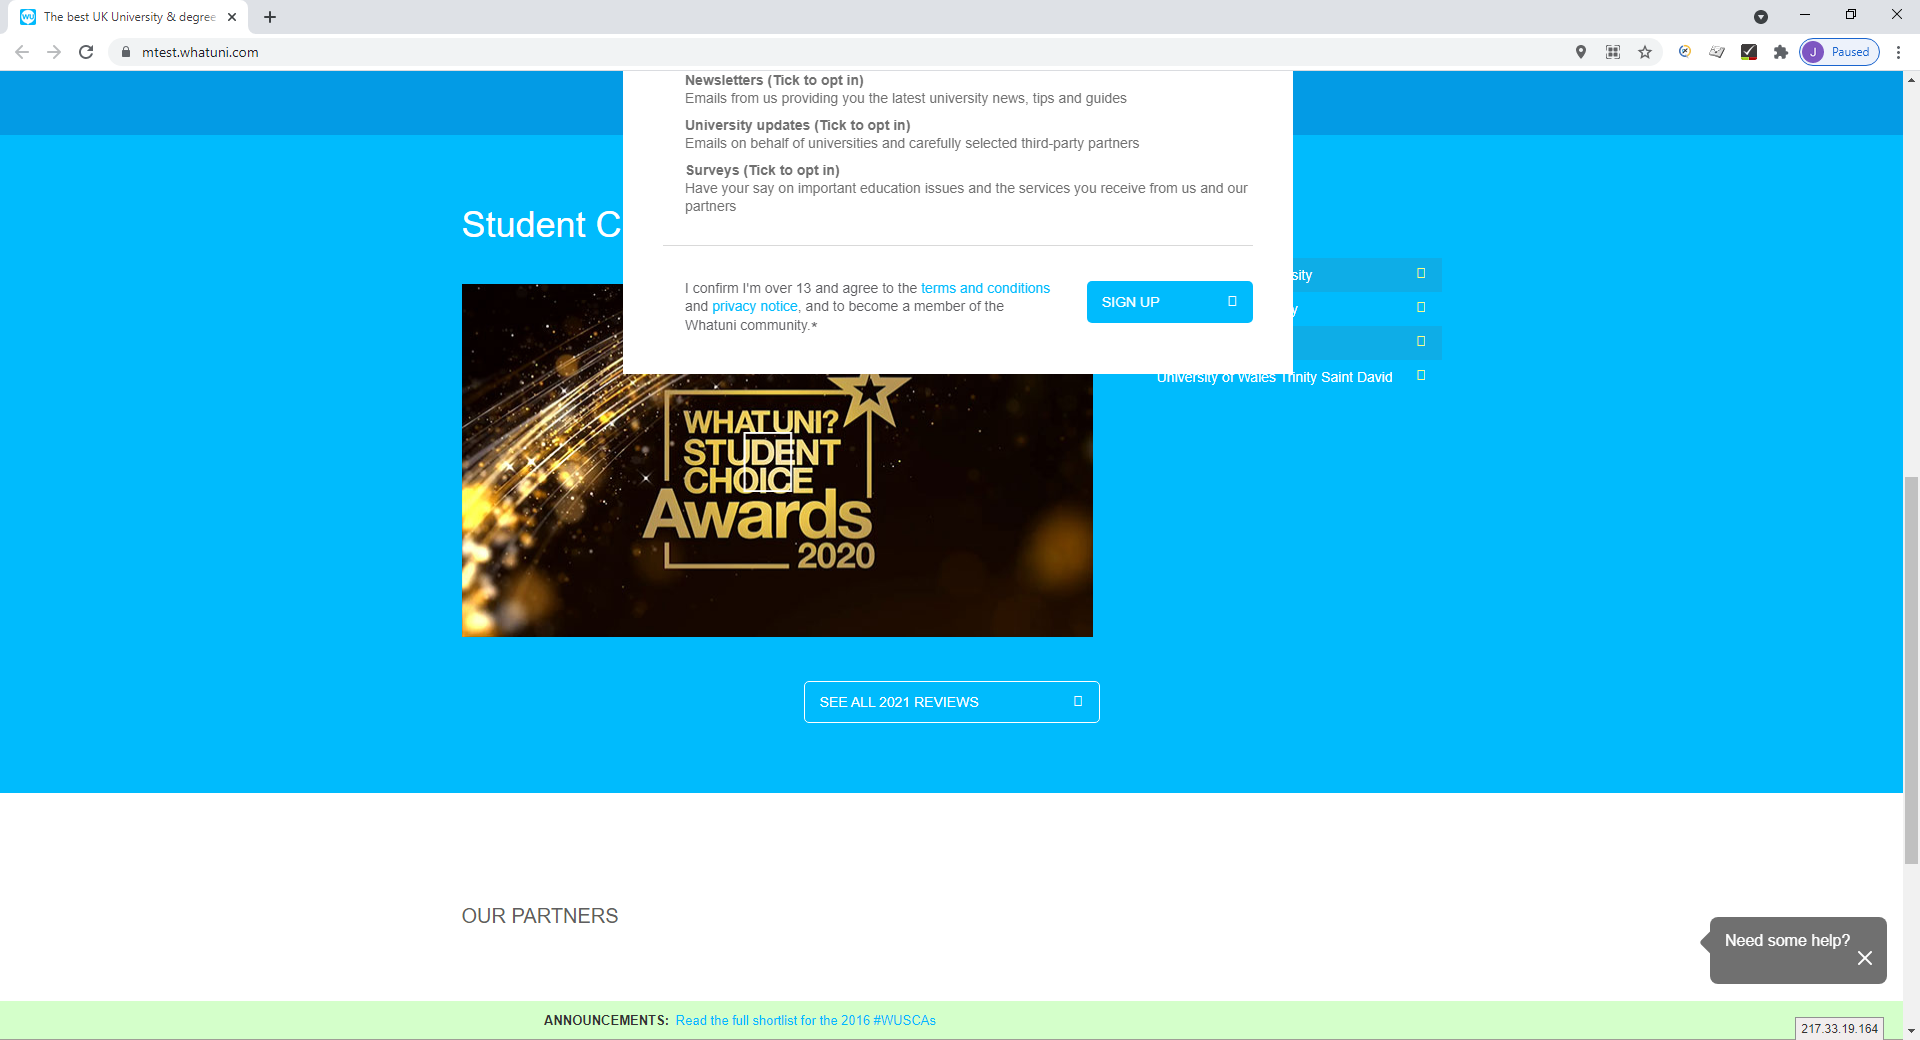 The best UK University & degree
mtest.whatuni.com
J Paused
Newsletters (Tick to opt in)
Emails from us providing you the latest university news, tips and guides
University updates (Tick to opt in)
Emails on behalf of universities and carefully selected third-party partners
Surveys (Tick to opt in)
Have your say on important education issues and the services you receive from us and our
partners
Student C
I confirm I'm over 13 and agree to the terms and conditions
and privacy notice, and to become a member of the
Whatuni community.*
SIGN UP
sity
y
University of Wales Trinity Saint David
WHATUNI?
STUDENT
CHOICE
Awards
2020
SEE ALL 2021 REVIEWS
OUR PARTNERS
Need some help?
ANNOUNCEMENTS: Read the full shortlist for the 2016 #WUSCAs
217.33.19.164